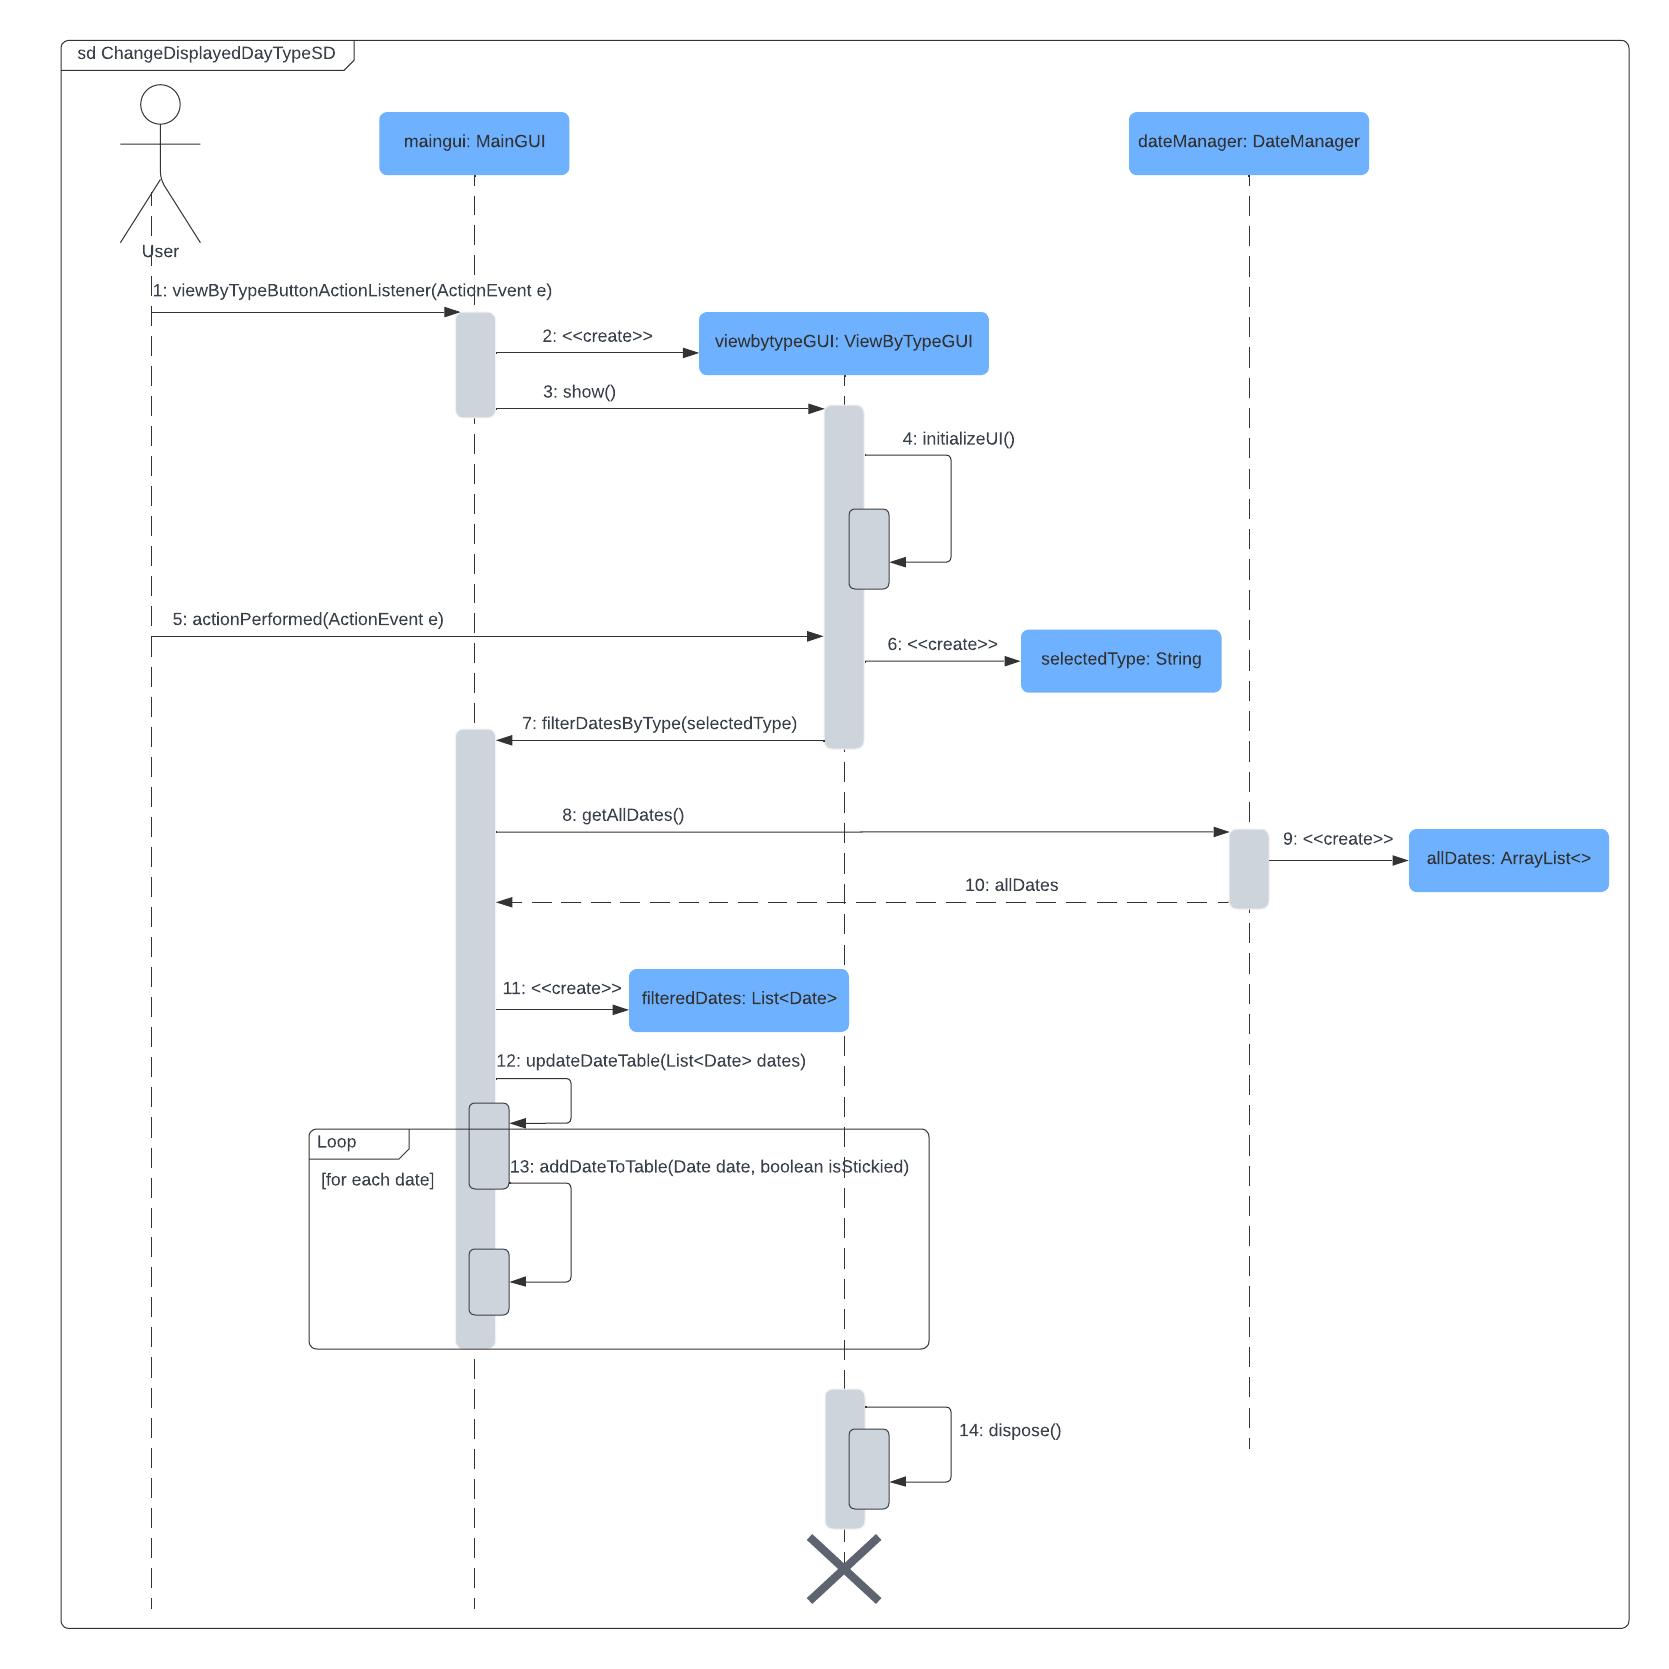 sd ChangeDisplayedDayTypeSD
maingui: MainGUI
dateManager: DateManager
User
1: viewByTypeButtonActionListener(ActionEvent e)
2: <<create>>
viewbytypeGUI: ViewByTypeGUI
3: show()
4: initializeUI()
5: actionPerformed(ActionEvent e)
6: <<create>>
selectedType: String
7: filterDatesByType(selectedType)
8: getAllDates()
9: <<create>>
allDates: ArrayList<>
10: allDates
11: <<create>>
filteredDates: List<Date>
12: updateDateTable(List<Date> dates)
Loop
13: addDateToTable(Date date, boolean isStickied)
[for each date]
14: dispose()